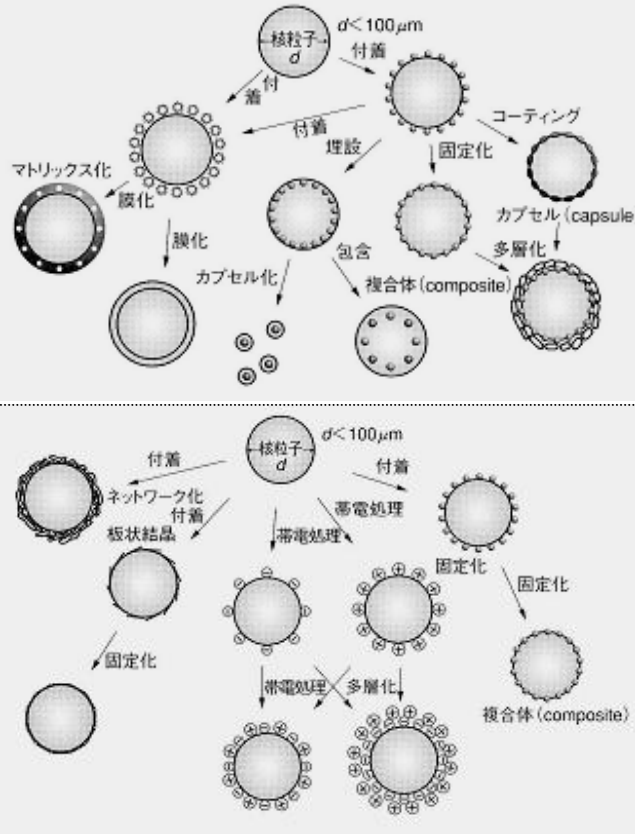 核粒子
d
d<100μm
付着
付着
付着
埋設
固定化
コーティング
マトリックス化
膜化
膜化
カプセル化
包含
カプセル(capsule
多層化
複合体(composite)
核粒子
d
d<100μm
付着
付着
ネットワーク化
付着
板状結晶
帯電処理
帯電処理
固定化
固定化
固定化
帯電処理
多層化
複合体(composite)
⊖
⊕